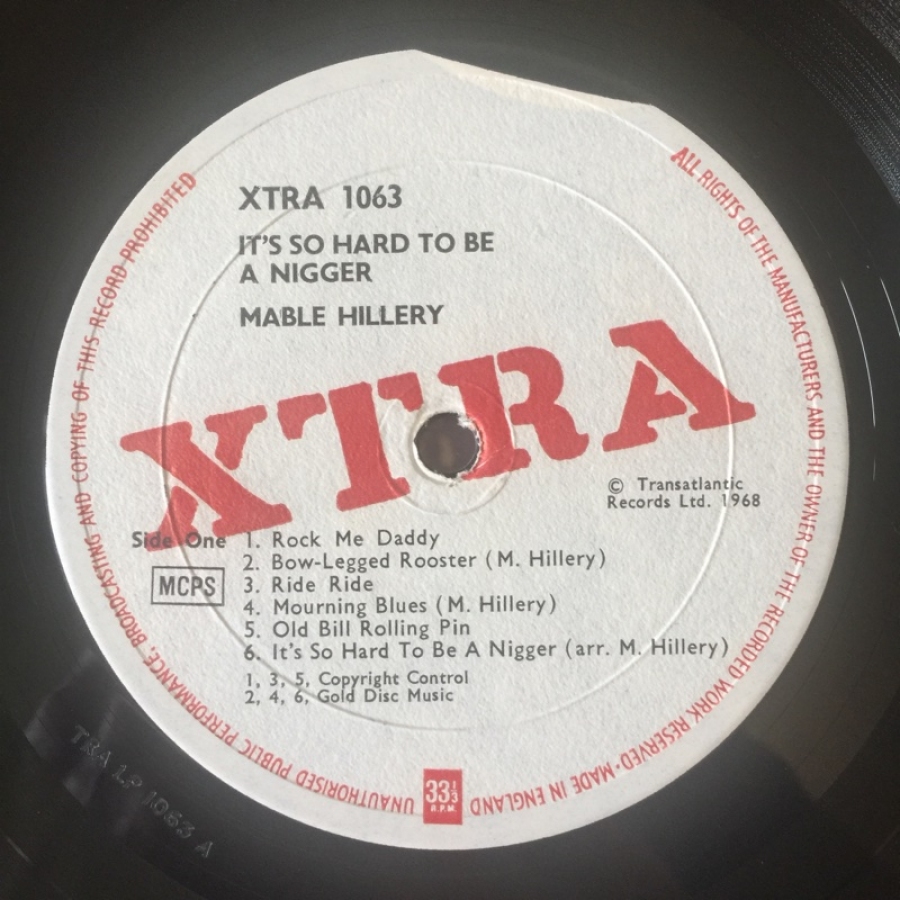 XTRA 1063
IT'S SO HARD TO BE
A NIGGER
MABLE HILLERY
XTRA
© Transatlantic
Records Ltd. 1968
Side One
1. Rock Me Daddy
2. Bow-Legged Rooster (M. Hillery)
MCPS
3. Ride Ride
4. Mourning Blues (M. Hillery)
5. Old Bill Rolling Pin
6. It's So Hard To Be A Nigger (arr. M. Hillery)
1, 3, 5, Copyright Control
2, 4, 6, Gold Disc Music
33⅓
R.P.M.
ALL RIGHTS OF THE MANUFACTURERS AND THE OWNER OF THE RECORDED WORK RESERVED · MADE IN ENGLAND
UNAUTHORISED PUBLIC PERFORMANCE, BROADCASTING AND COPYING OF THIS RECORD PROHIBITED
TRA LP 1063 A